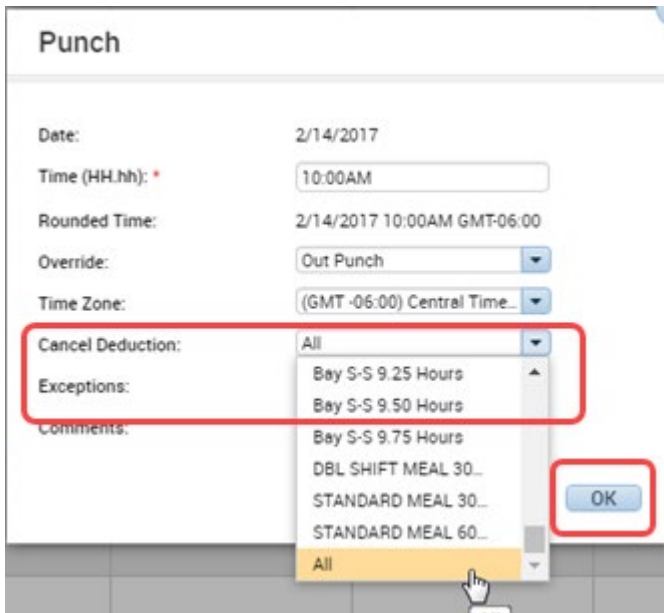 Punch
Date: 2/14/2017
Time (HH.hh): * 10:00AM
Rounded Time: 2/14/2017 10:00AM GMT-06:00
Override: Out Punch
Time Zone: (GMT -06:00) Central Time...
Cancel Deduction: All
Bay S-S 9.25 Hours
Exceptions:
Bay S-S 9.50 Hours
Comments:
Bay S-S 9.75 Hours
DBL SHIFT MEAL 30...
STANDARD MEAL 30...
OK
STANDARD MEAL 60...
All